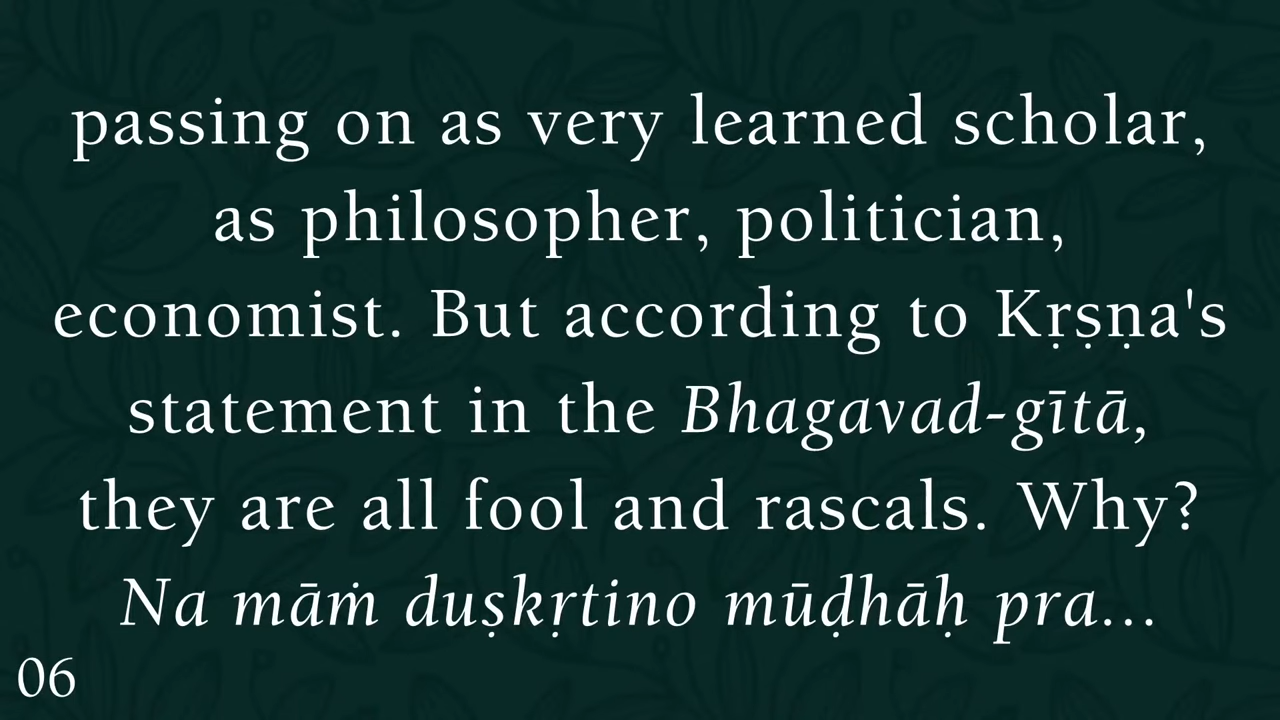 passing on as very learned scholar,
as philosopher, politician,
economist. But according to Kṛṣṇa's
statement in the Bhagavad-gītā,
they are all fool and rascals. Why?
Na māṁ duṣkṛtino mūḍhāḥ pra...
06